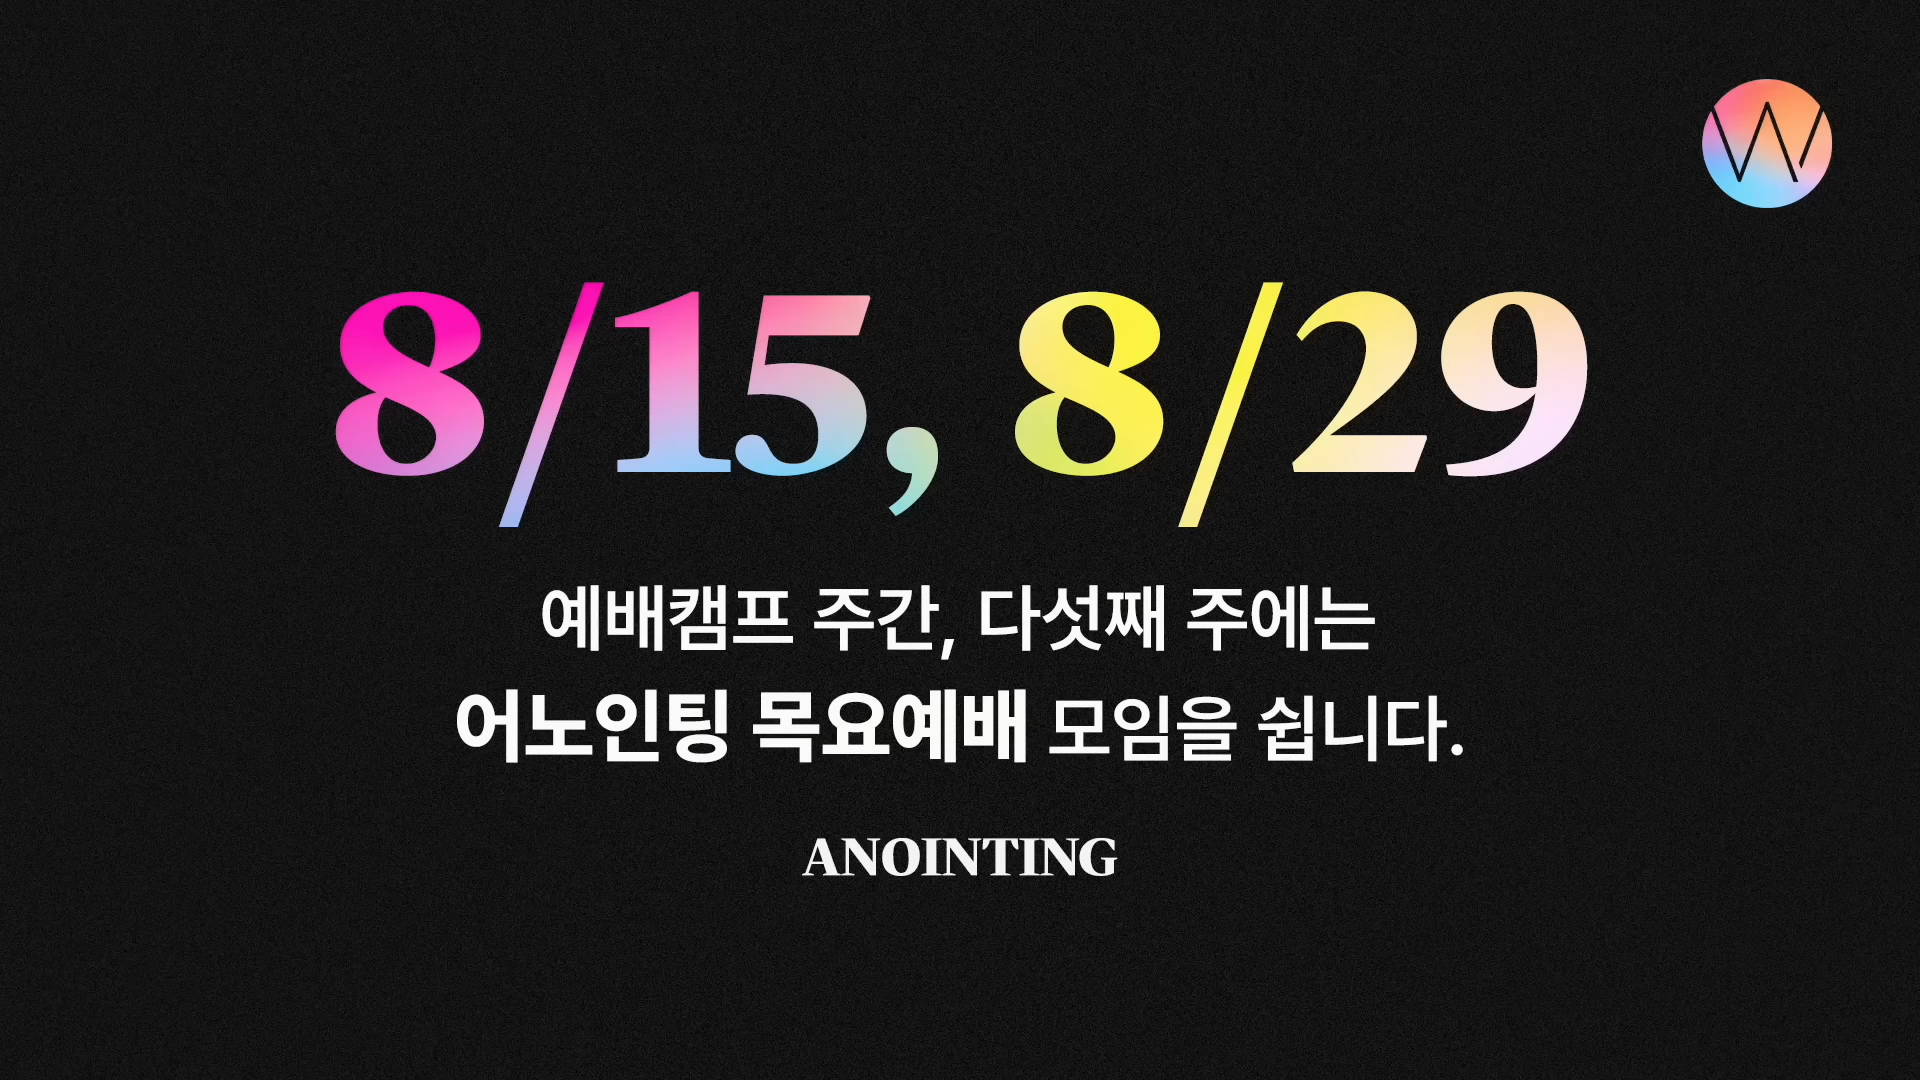 W
8/15, 8/29
예배캠프 주간, 다섯째 주에는
어노인팅 목요예배 모임을 쉽니다.
ANOINTING